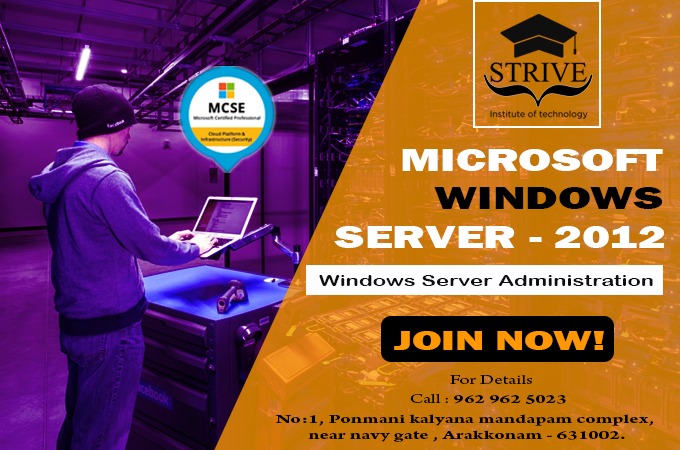 STRIVE
Institute of technology
MCSE
Microsoft Certified Professional
Cloud Platform &
Infrastructure (Security)
MICROSOFT
WINDOWS
SERVER - 2012
Windows Server Administration
JOIN NOW!
For Details
Call : 962 962 5023
No:1, Ponmani kalyana mandapam complex,
near navy gate , Arakkonam - 631002.
facebook